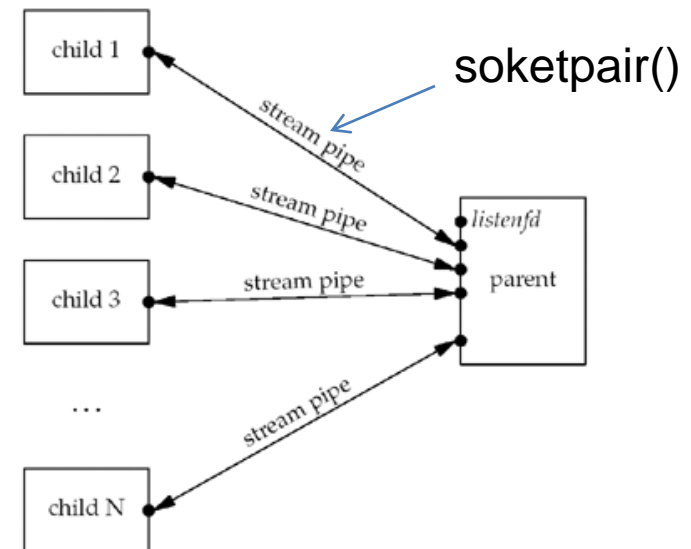 child 1
soketpair()
stream pipe
child 2
stream pipe
listenfd
parent
child 3
stream pipe
...
stream pipe
child N